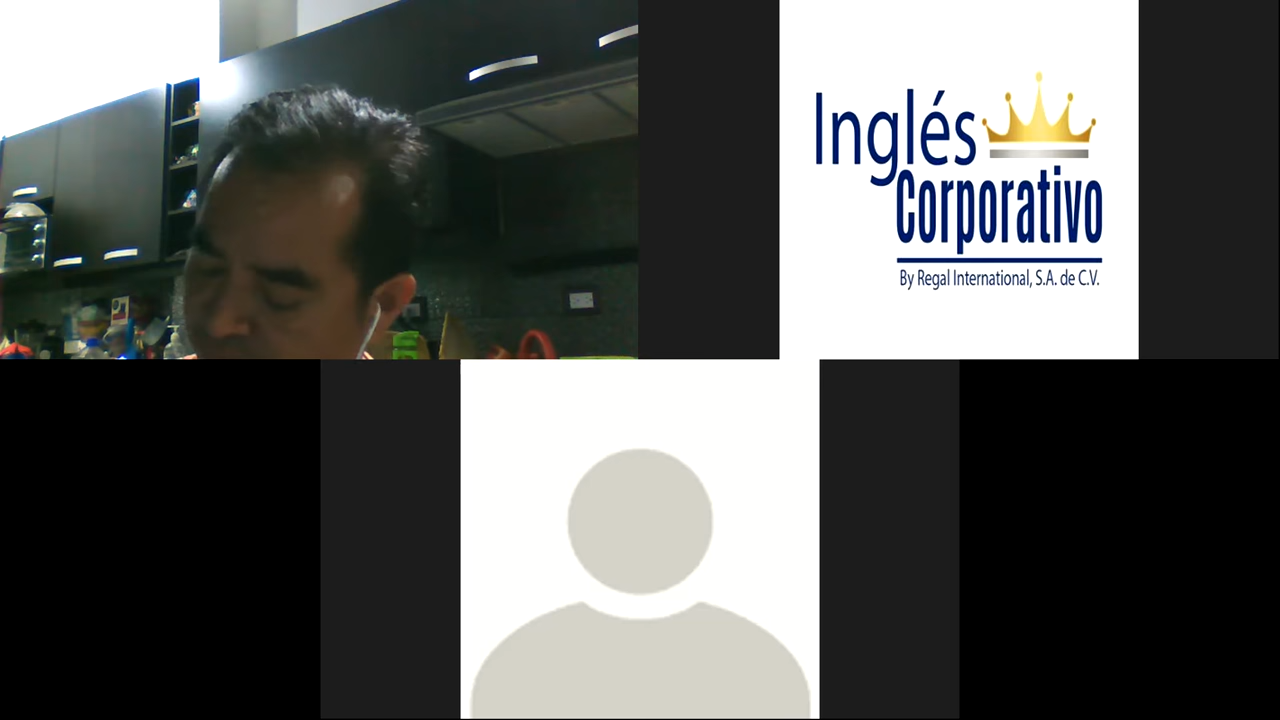 Inglés
Corporativo
By Regal International, S.A. de C.V.